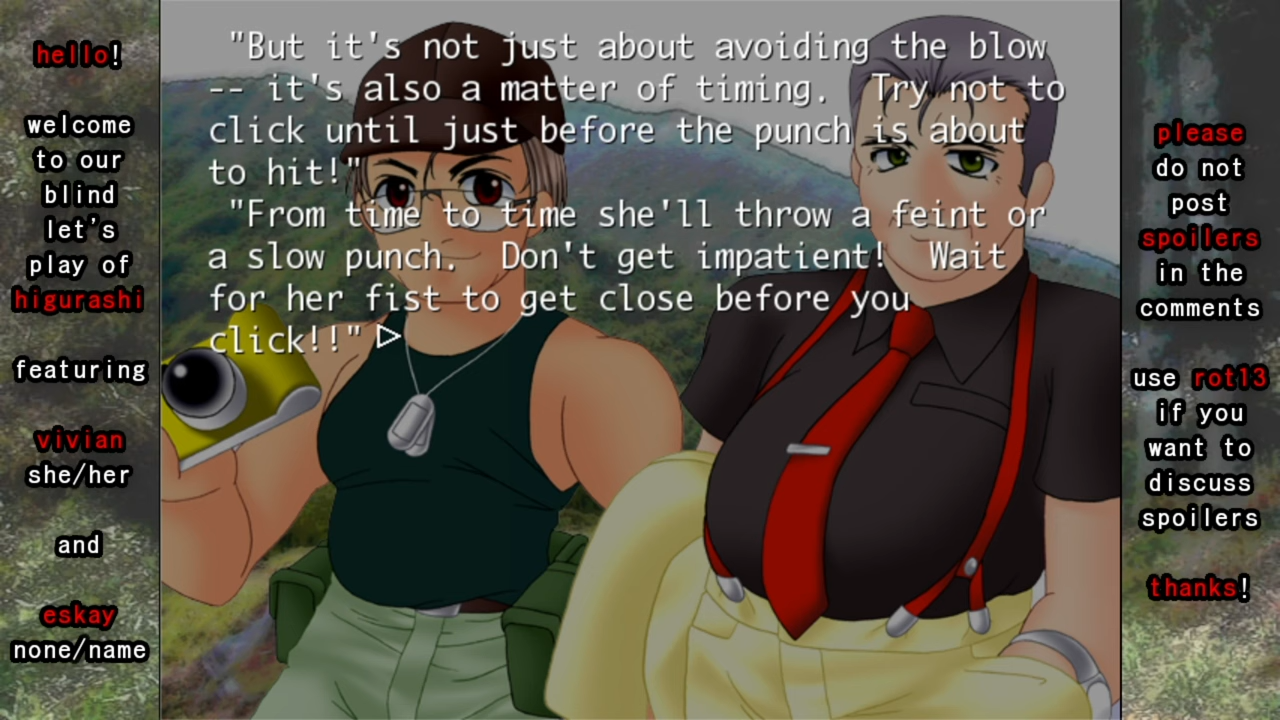 hello!
welcome
to our
blind
let's
play of
higurashi
featuring
vivian
she/her
and
eskay
none/name
"But it's not just about avoiding the blow
-- it's also a matter of timing.  Try not to
click until just before the punch is about
to hit!"
"From time to time she'll throw a feint or
a slow punch.  Don't get impatient!  Wait
for her fist to get close before you
click!!"
please
do not
post
spoilers
in the
comments
use rot13
if you
want to
discuss
spoilers
thanks!